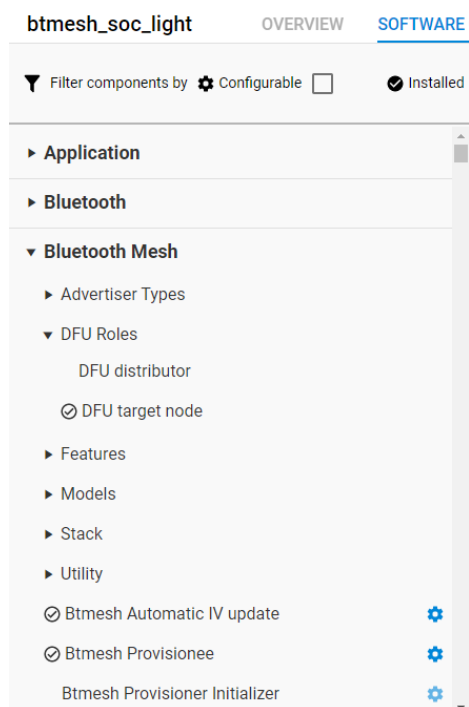 btmesh_soc_light OVERVIEW SOFTWARE
Filter components by Configurable Installed
Application
Bluetooth
Bluetooth Mesh
Advertiser Types
DFU Roles
DFU distributor
DFU target node
Features
Models
Stack
Utility
Btmesh Automatic IV update
Btmesh Provisionee
Btmesh Provisioner Initializer